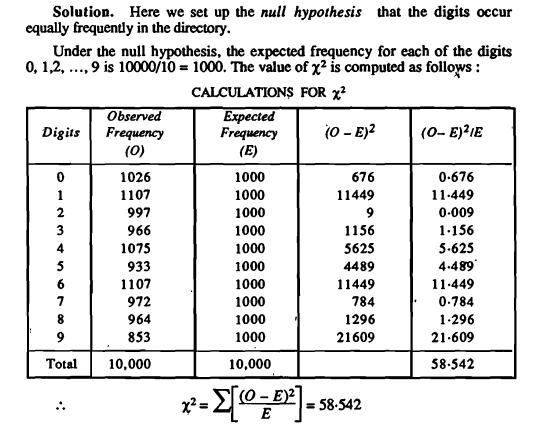 Solution. Here we set up the null hypothesis that the digits occur
equally frequently in the directory.
Under the null hypothesis, the expected frequency for each of the digits
0, 1,2, ..., 9 is 10000/10 = 1000. The value of χ² is computed as follows :
CALCULATIONS FOR χ²
Digits | Observed Frequency (O) | Expected Frequency (E) | (O – E)² | (O– E)²/E
0 1026 1000 676 0·676
1 1107 1000 11449 11·449
2 997 1000 9 0·009
3 966 1000 1156 1·156
4 1075 1000 5625 5·625
5 933 1000 4489 4·489
6 1107 1000 11449 11·449
7 972 1000 784 0·784
8 964 1000 1296 1·296
9 853 1000 21609 21·609
Total 10,000 10,000 58·542
∴ χ² = ∑[(O – E)²/E] = 58·542